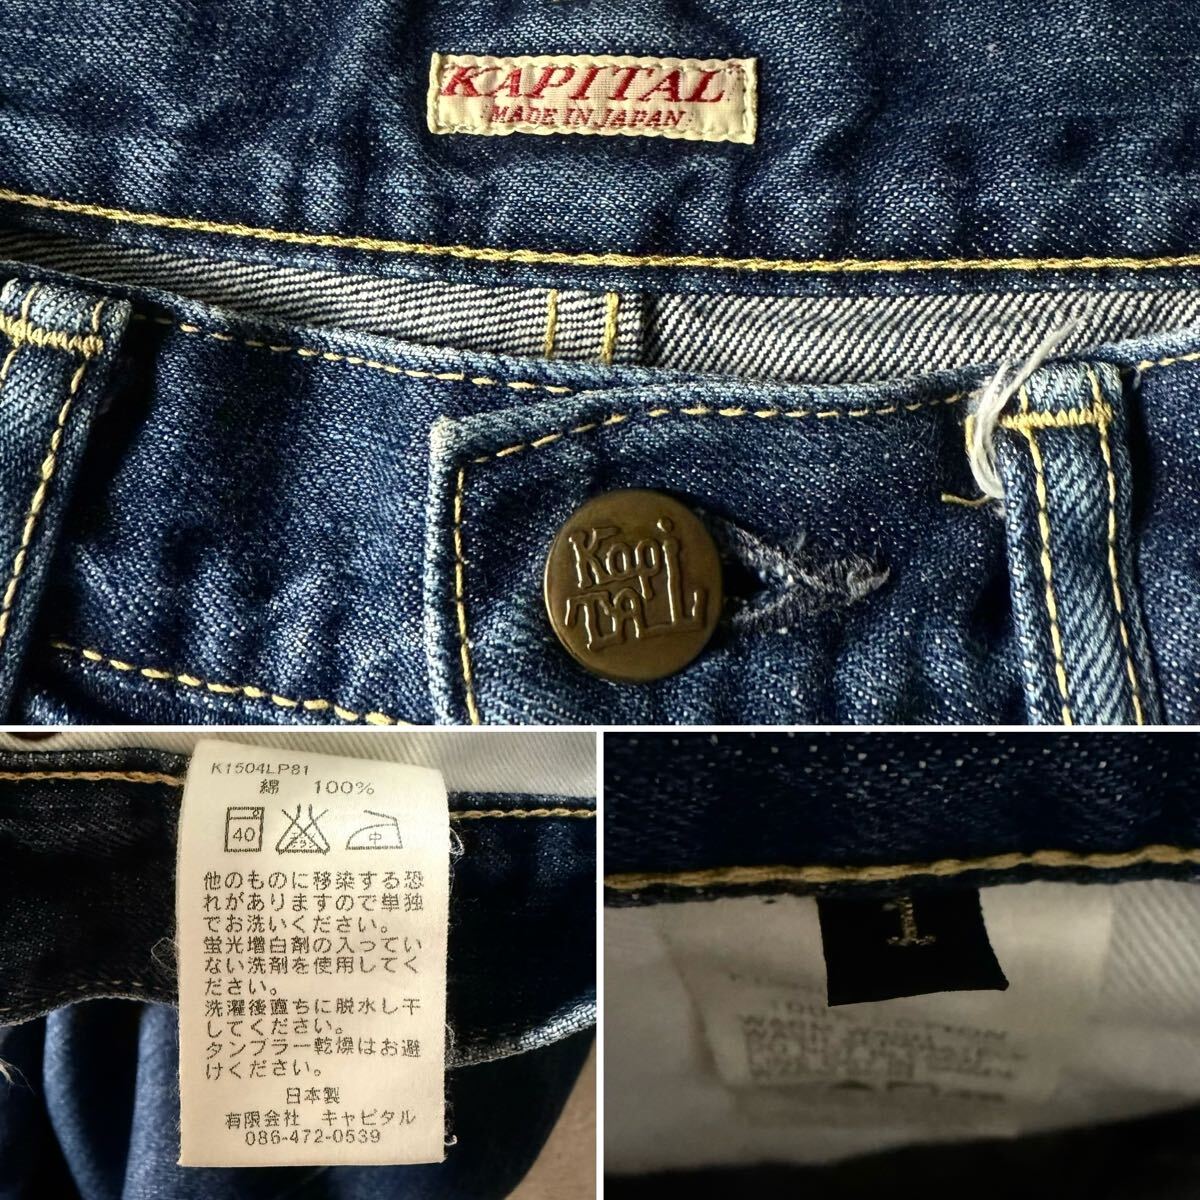 KAPITAL
MADE IN JAPAN
Kapi
TAL
K1504LP81
綿 100%
40
中
他のものに移染する恐
れがありますので単独
でお洗いください。
蛍光増白剤の入ってい
ない洗剤を使用してく
ださい。
洗濯後直ちに脱水し干
してください。
タンブラー乾燥はお避
けください。
日本製
有限会社 キャピタル
086-472-0539
1